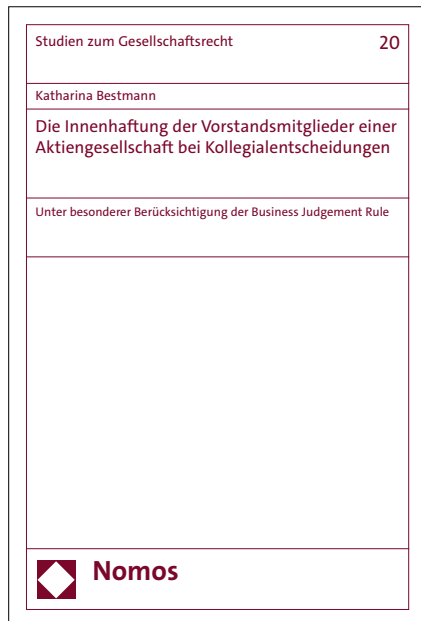 Studien zum Gesellschaftsrecht 20
Katharina Bestmann
Die Innenhaftung der Vorstandsmitglieder einer
Aktiengesellschaft bei Kollegialentscheidungen
Unter besonderer Berücksichtigung der Business Judgement Rule
Nomos